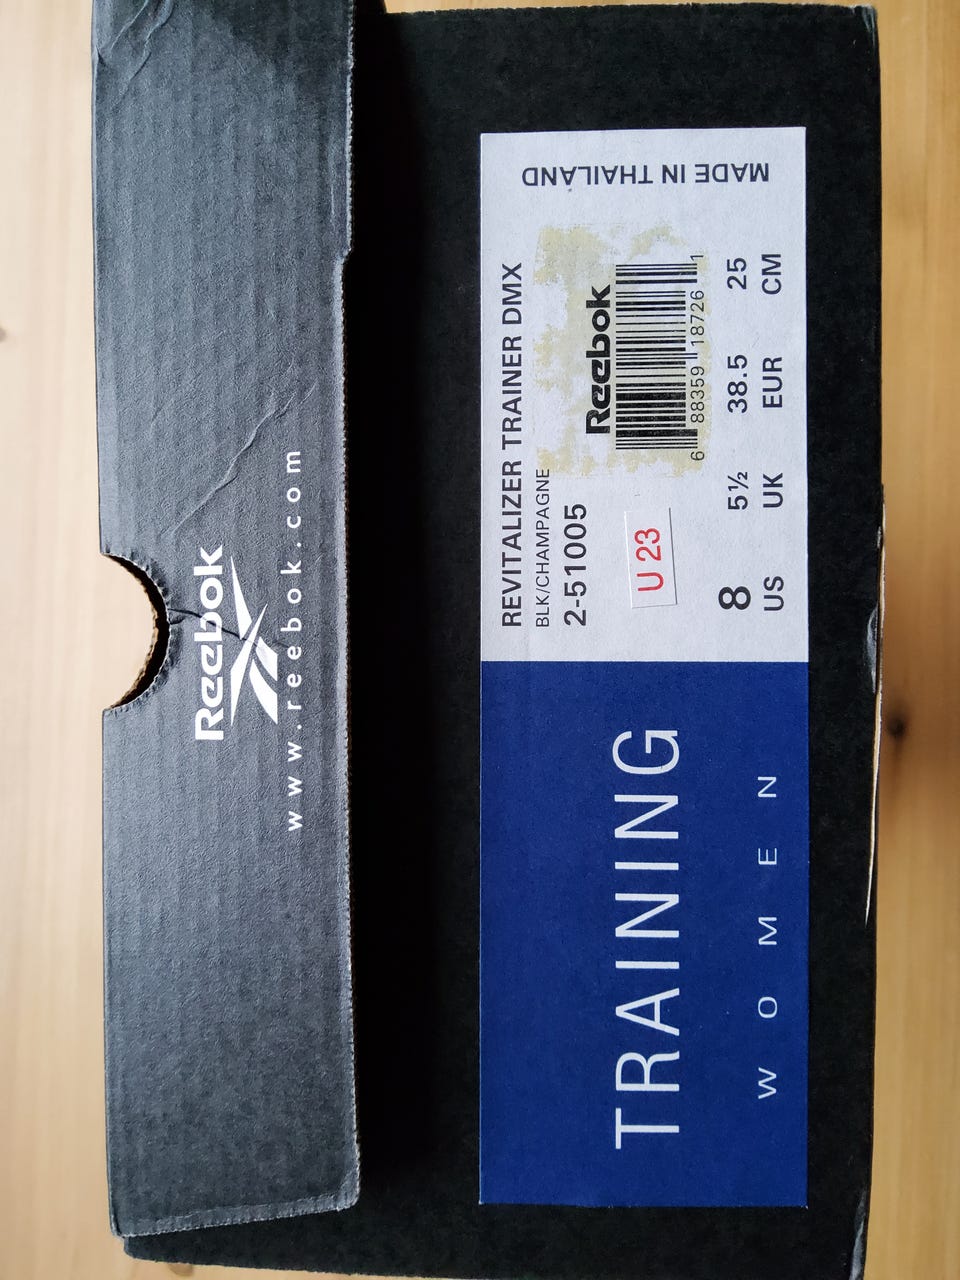 Reebok
www.reebok.com
TRAINING
WOMEN
REVITALIZER TRAINER DMX
BLK/CHAMPAGNE
2-51005
U 23
Reebok
6 88359 18726 1
8 5½ 38.5 25
US UK EUR CM
MADE IN THAILAND